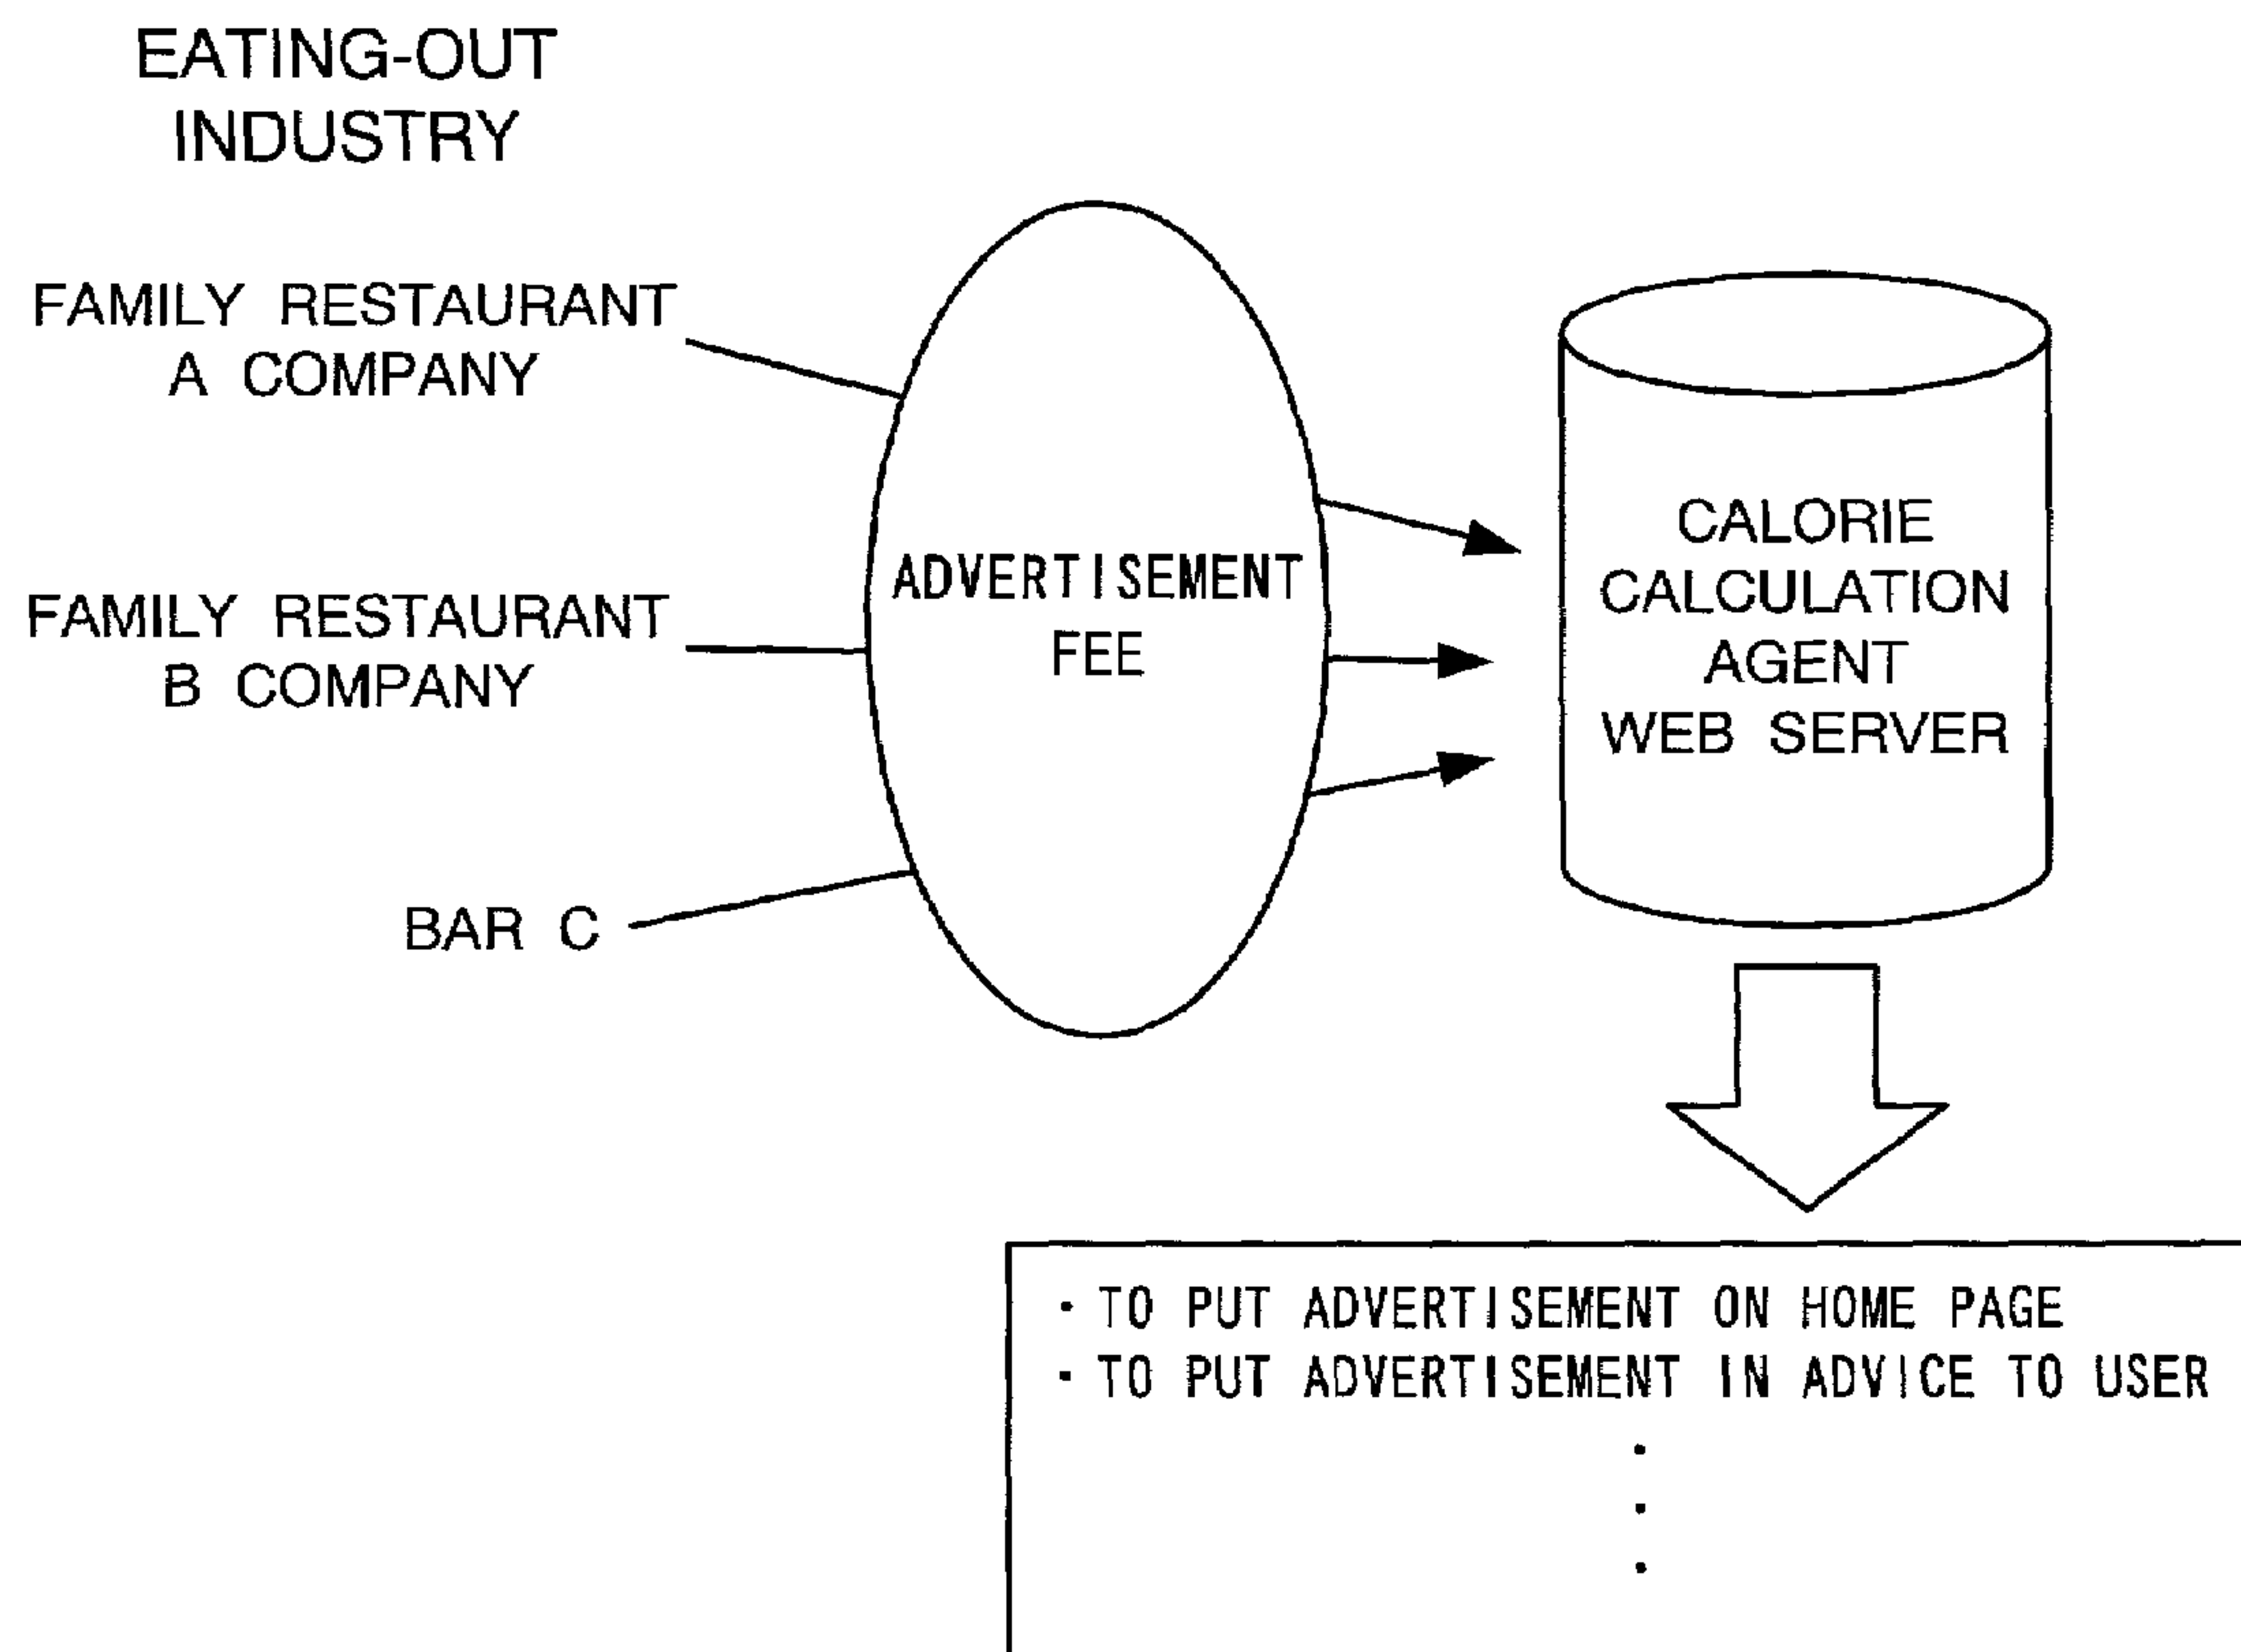 EATING-OUT
INDUSTRY
FAMILY RESTAURANT
A COMPANY
FAMILY RESTAURANT
B COMPANY
BAR C
ADVERTISEMENT
FEE
CALORIE
CALCULATION
AGENT
WEB SERVER
・TO PUT ADVERTISEMENT ON HOME PAGE
・TO PUT ADVERTISEMENT IN ADVICE TO USER